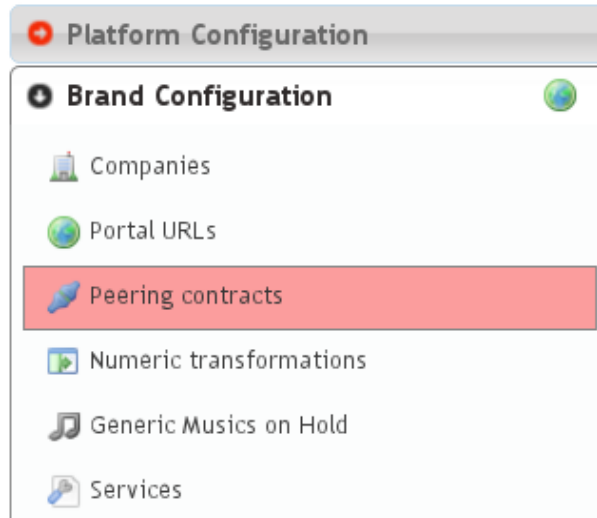 Platform Configuration
Brand Configuration
Companies
Portal URLs
Peering contracts
Numeric transformations
Generic Musics on Hold
Services